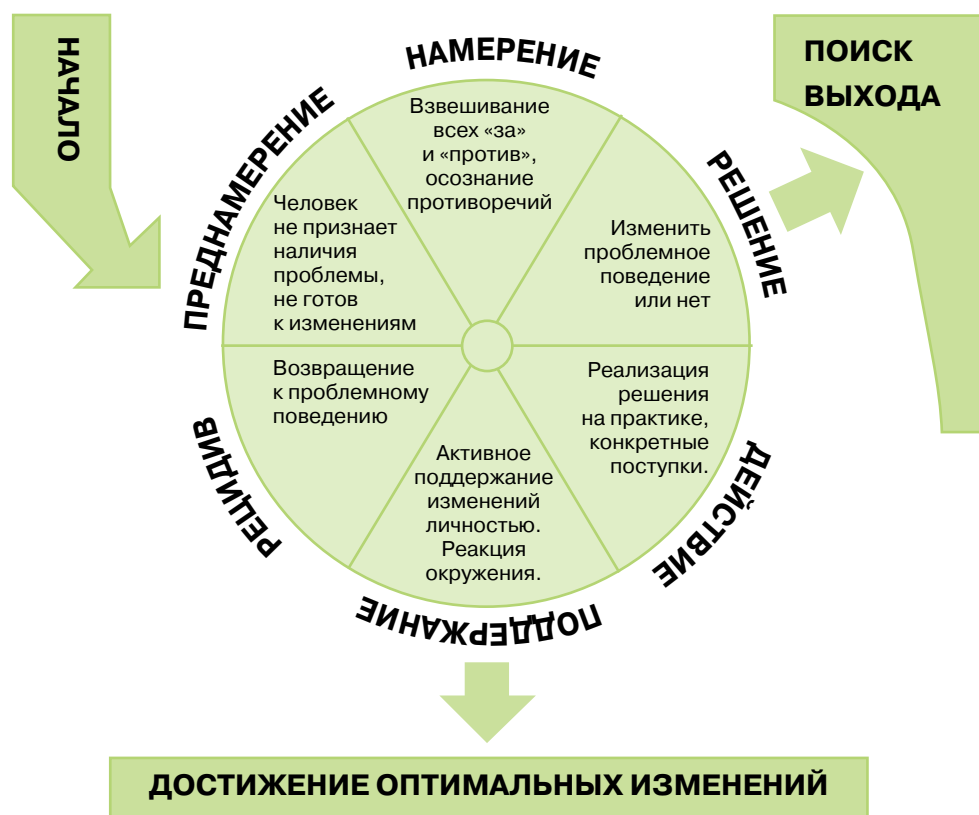 НАЧАЛО
ПОИСК
ВЫХОДА
ПРЕДНАМЕРЕНИЕ
Человек
не признает
наличия
проблемы,
не готов
к изменениям
НАМЕРЕНИЕ
Взвешивание
всех «за»
и «против»,
осознание
противоречий
РЕШЕНИЕ
Изменить
проблемное
поведение
или нет
ДЕЙСТВИЕ
Реализация
решения
на практике,
конкретные
поступки.
ПОДДЕРЖАНИЕ
Активное
поддержание
изменений
личностью.
Реакция
окружения.
РЕЦИДИВ
Возвращение
к проблемному
поведению
ДОСТИЖЕНИЕ ОПТИМАЛЬНЫХ ИЗМЕНЕНИЙ